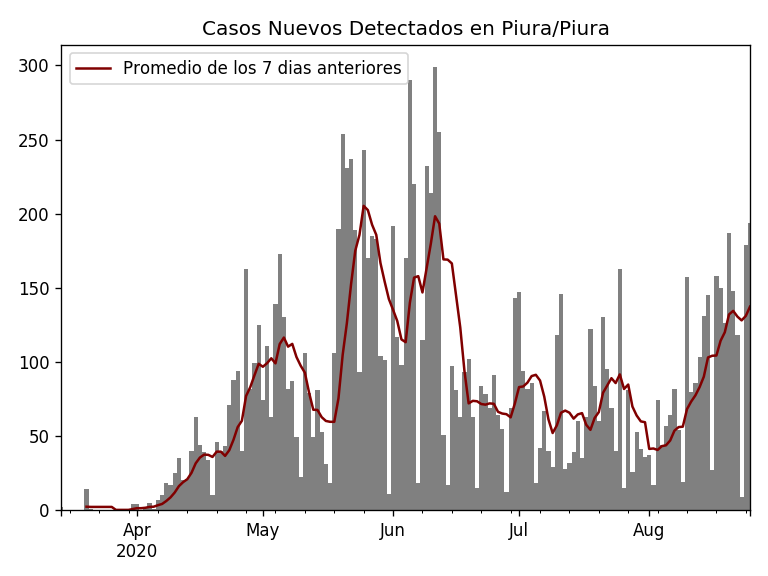 Casos Nuevos Detectados en Piura/Piura
Promedio de los 7 dias anteriores
300
250
200
150
100
50
0
Apr May Jun Jul Aug
2020